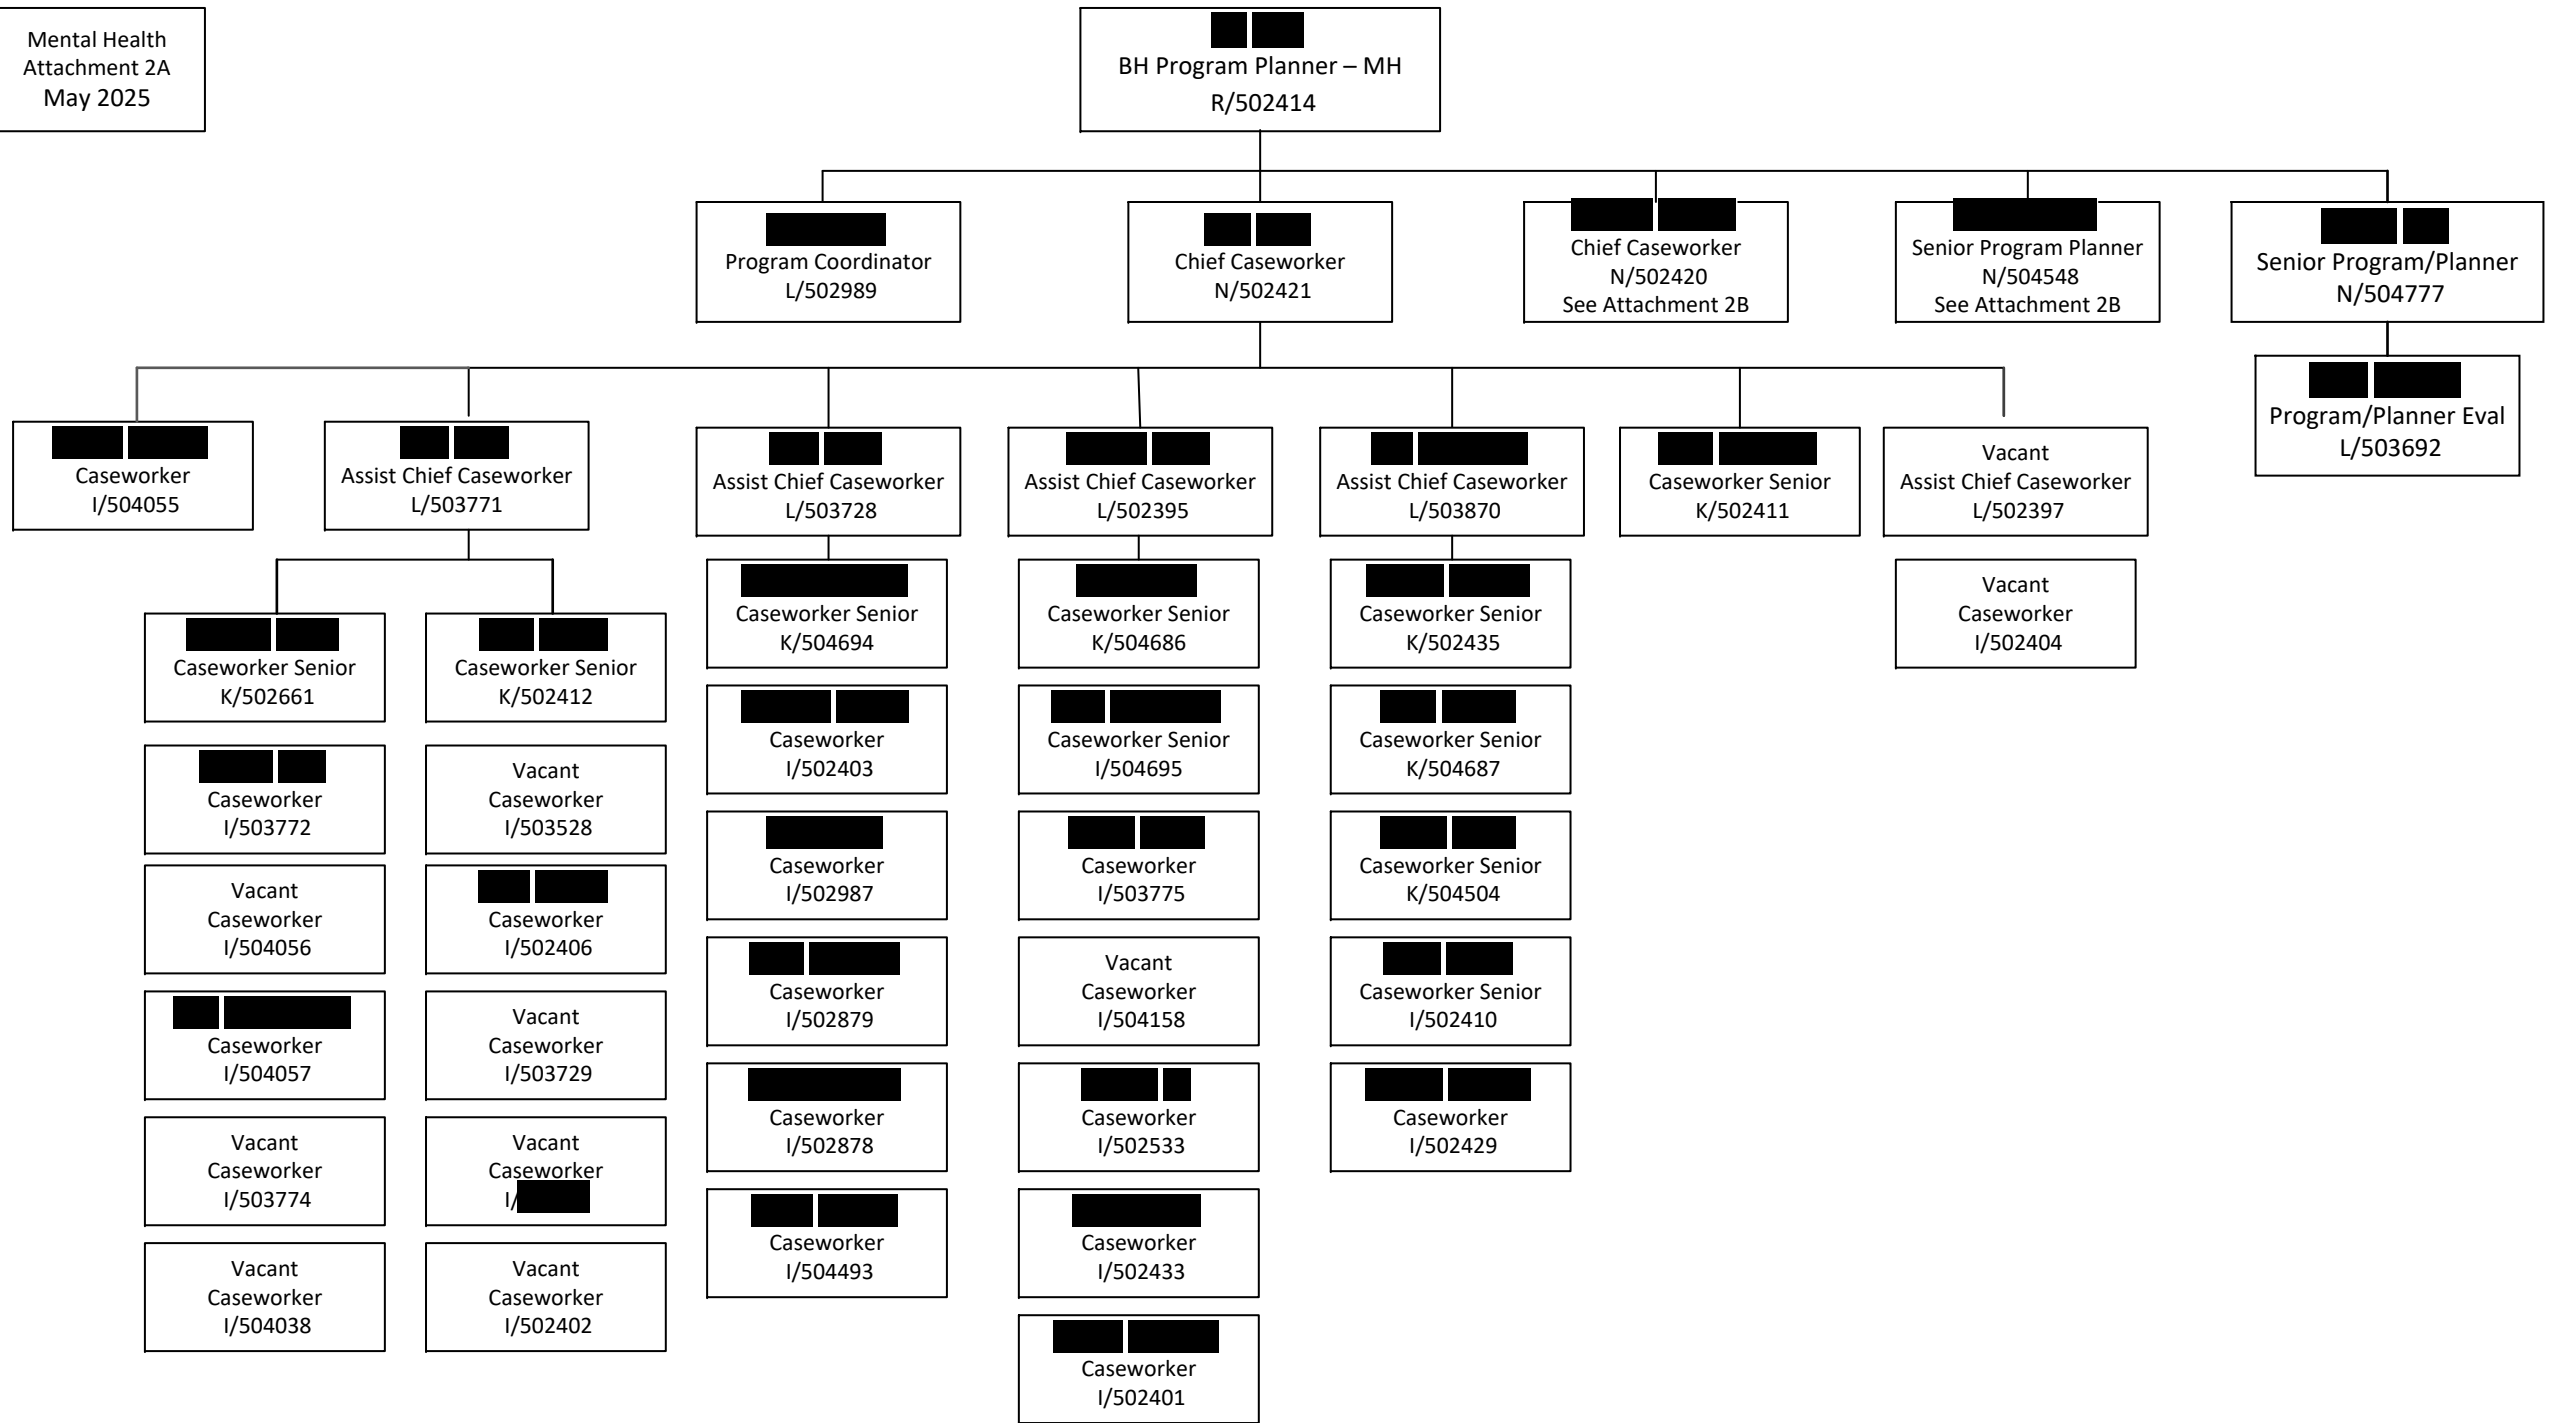 Mental Health
Attachment 2A
May 2025
BH Program Planner – MH
R/502414
Program Coordinator
L/502989
Chief Caseworker
N/502421
Chief Caseworker
N/502420
See Attachment 2B
Senior Program Planner
N/504548
See Attachment 2B
Senior Program/Planner
N/504777
Program/Planner Eval
L/503692
Caseworker
I/504055
Assist Chief Caseworker
L/503771
Assist Chief Caseworker
L/503728
Assist Chief Caseworker
L/502395
Assist Chief Caseworker
L/503870
Caseworker Senior
K/502411
Vacant
Assist Chief Caseworker
L/502397
Caseworker Senior
K/502661
Caseworker
I/503772
Vacant
Caseworker
I/504056
Caseworker
I/504057
Vacant
Caseworker
I/503774
Vacant
Caseworker
I/504038
Caseworker Senior
K/502412
Vacant
Caseworker
I/503528
Caseworker
I/502406
Vacant
Caseworker
I/503729
Vacant
Caseworker
I/
Vacant
Caseworker
I/502402
Caseworker Senior
K/504694
Caseworker
I/502403
Caseworker
I/502987
Caseworker
I/502879
Caseworker
I/502878
Caseworker
I/504493
Caseworker Senior
K/504686
Caseworker Senior
I/504695
Caseworker
I/503775
Vacant
Caseworker
I/504158
Caseworker
I/502533
Caseworker
I/502433
Caseworker
I/502401
Caseworker Senior
K/502435
Caseworker Senior
K/504687
Caseworker Senior
K/504504
Caseworker Senior
I/502410
Caseworker
I/502429
Vacant
Caseworker
I/502404